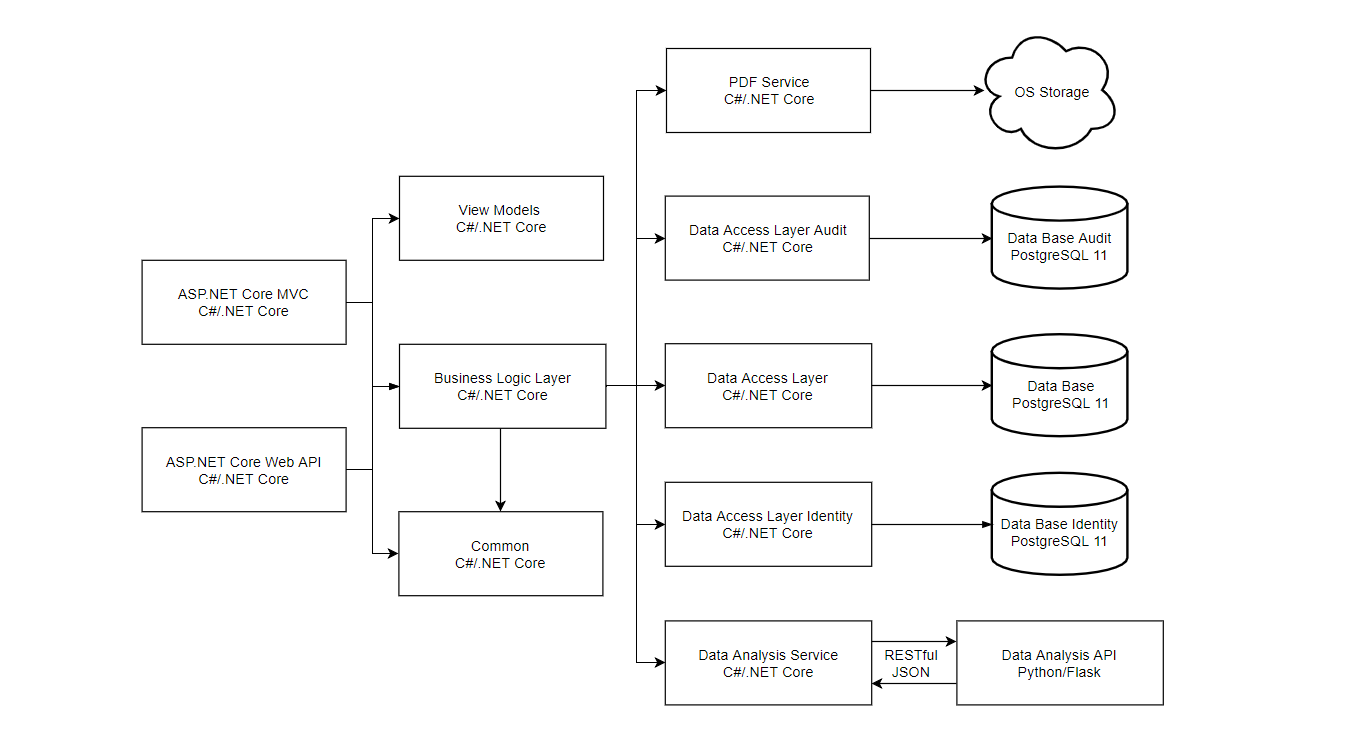 PDF Service
C#/.NET Core
OS Storage
View Models
C#/.NET Core
Data Access Layer Audit
C#/.NET Core
Data Base Audit
PostgreSQL 11
ASP.NET Core MVC
C#/.NET Core
Business Logic Layer
C#/.NET Core
Data Access Layer
C#/.NET Core
Data Base
PostgreSQL 11
ASP.NET Core Web API
C#/.NET Core
Data Access Layer Identity
C#/.NET Core
Data Base Identity
PostgreSQL 11
Common
C#/.NET Core
Data Analysis Service
C#/.NET Core
RESTful
JSON
Data Analysis API
Python/Flask